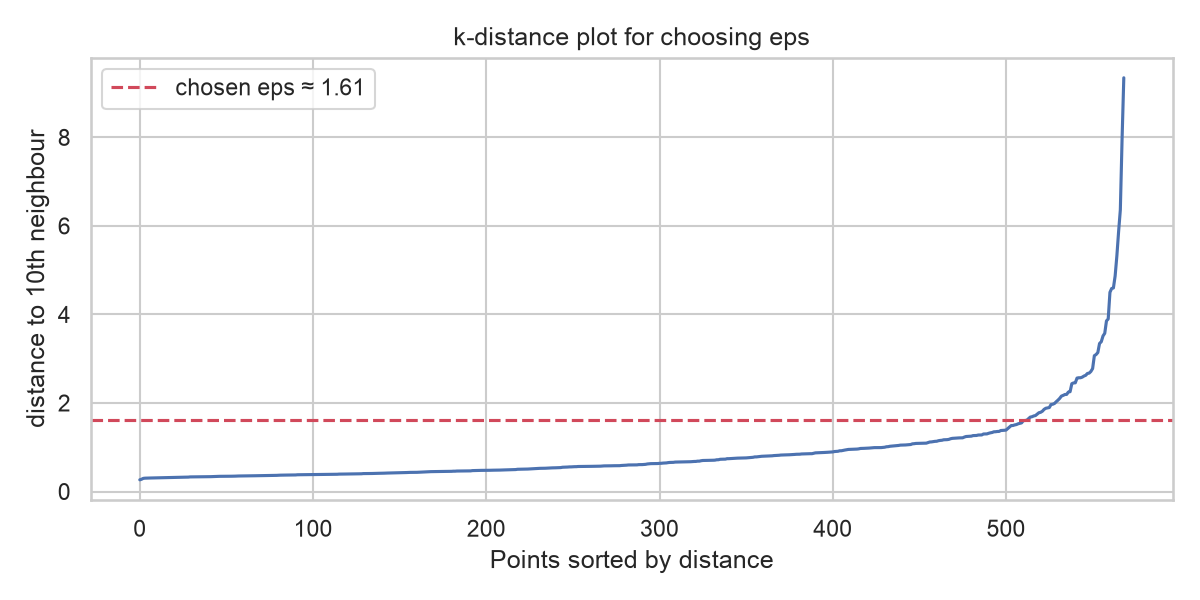 k-distance plot for choosing eps
chosen eps ≈ 1.61
distance to 10th neighbour
8
6
4
2
0
0 100 200 300 400 500
Points sorted by distance